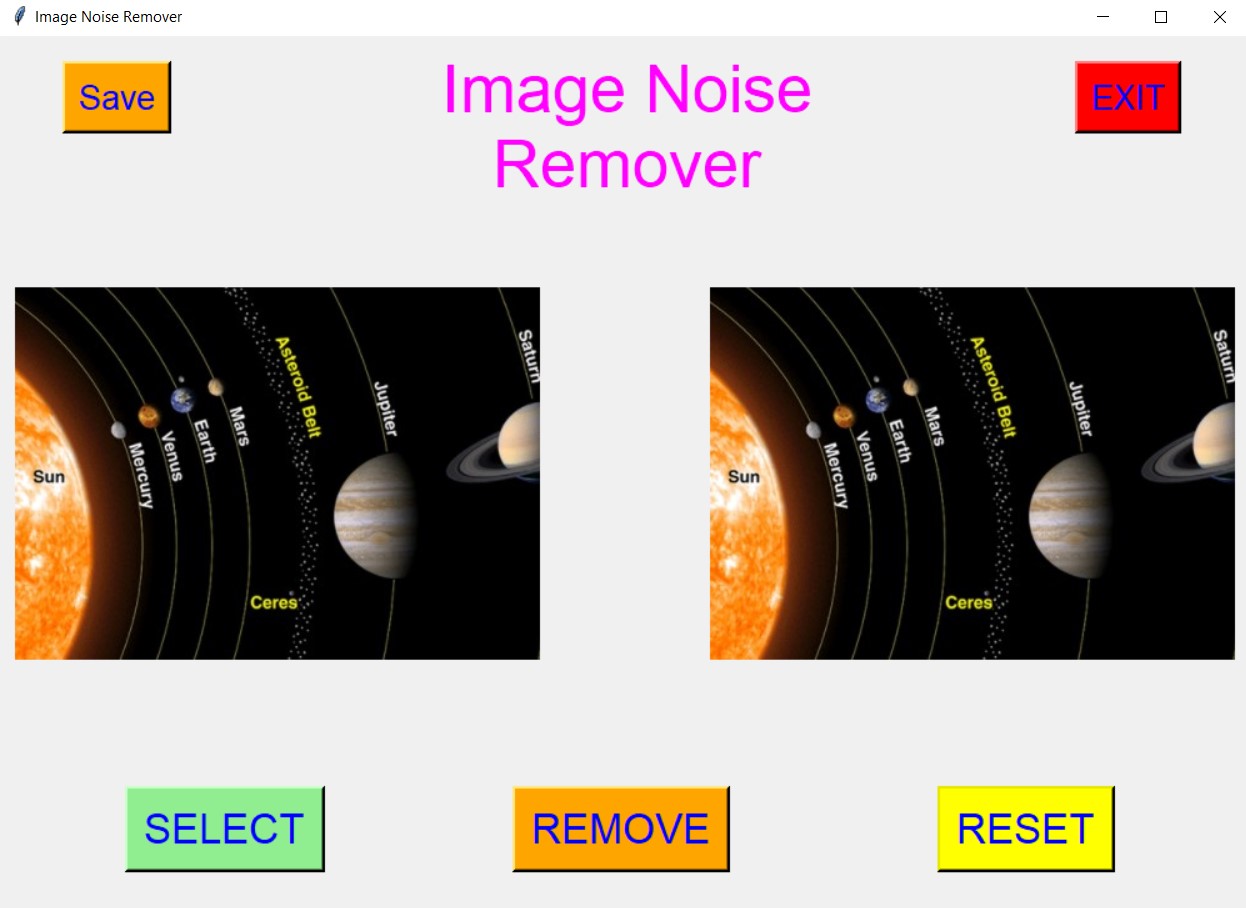 Image Noise Remover
Save
Image Noise
Remover
EXIT
Sun
Mercury
Venus
Earth
Mars
Asteroid Belt
Ceres
Jupiter
Saturn
Sun
Mercury
Venus
Earth
Mars
Asteroid Belt
Ceres
Jupiter
Saturn
SELECT
REMOVE
RESET